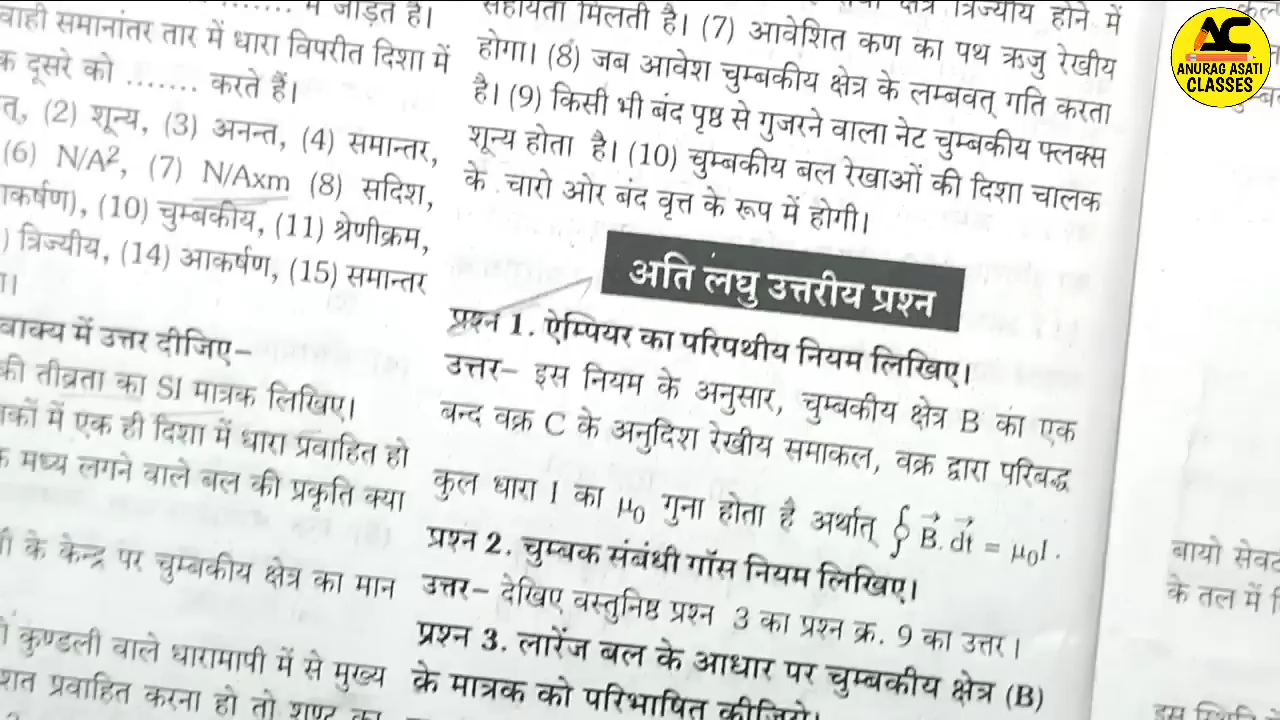 में जोड़ते हैं।
वाही समानांतर तार में धारा विपरीत दिशा में
क दूसरे को ........ करते हैं।
त्, (2) शून्य, (3) अनन्त, (4) समान्तर,
(6) N/A², (7) N/Axm (8) सदिश,
कर्षण), (10) चुम्बकीय, (11) श्रेणीक्रम,
) त्रिज्यीय, (14) आकर्षण, (15) समान्तर
ा।
वाक्य में उत्तर दीजिए–
की तीव्रता का SI मात्रक लिखिए।
कों में एक ही दिशा में धारा प्रवाहित हो
के मध्य लगने वाले बल की प्रकृति क्या
ी के केन्द्र पर चुम्बकीय क्षेत्र का मान
ी कुण्डली वाले धारामापी में से मुख्य
शत प्रवाहित करना हो तो शण्ट का
सहायता मिलती है। (7) आवेशित कण का पथ ऋजु रेखीय
होगा। (8) जब आवेश चुम्बकीय क्षेत्र के लम्बवत् गति करता
है। (9) किसी भी बंद पृष्ठ से गुजरने वाला नेट चुम्बकीय फ्लक्स
शून्य होता है। (10) चुम्बकीय बल रेखाओं की दिशा चालक
के चारो ओर बंद वृत्त के रूप में होगी।
अति लघु उत्तरीय प्रश्न
प्रश्न 1. ऐम्पियर का परिपथीय नियम लिखिए।
उत्तर– इस नियम के अनुसार, चुम्बकीय क्षेत्र B का एक
बन्द वक्र C के अनुदिश रेखीय समाकल, वक्र द्वारा परिबद्ध
कुल धारा I का μ₀ गुना होता है अर्थात् ∮ B⃗. dt⃗ = μ₀I.
प्रश्न 2. चुम्बक संबंधी गॉस नियम लिखिए।
उत्तर– देखिए वस्तुनिष्ठ प्रश्न 3 का प्रश्न क्र. 9 का उत्तर।
प्रश्न 3. लारेंज बल के आधार पर चुम्बकीय क्षेत्र (B)
के मात्रक को परिभाषित कीजिये।
बायो सेवर्ट
के तल में
इस स्थिति
AC
ANURAG ASATI
CLASSES